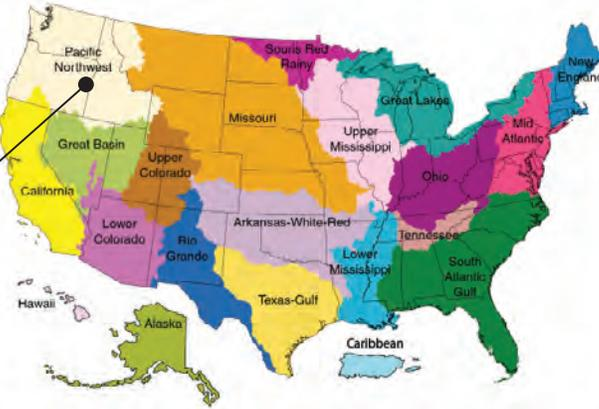 Pacific
Northwest
Souris Red
Rainy
New
England
Great Lakes
Missouri
Upper
Mississippi
Mid
Atlantic
Great Basin
Upper
Colorado
Ohio
California
Lower
Colorado
Rio
Grande
Arkansas-White-Red
Tennessee
Lower
Mississippi
South
Atlantic
Gulf
Texas-Gulf
Hawaii
Alaska
Caribbean